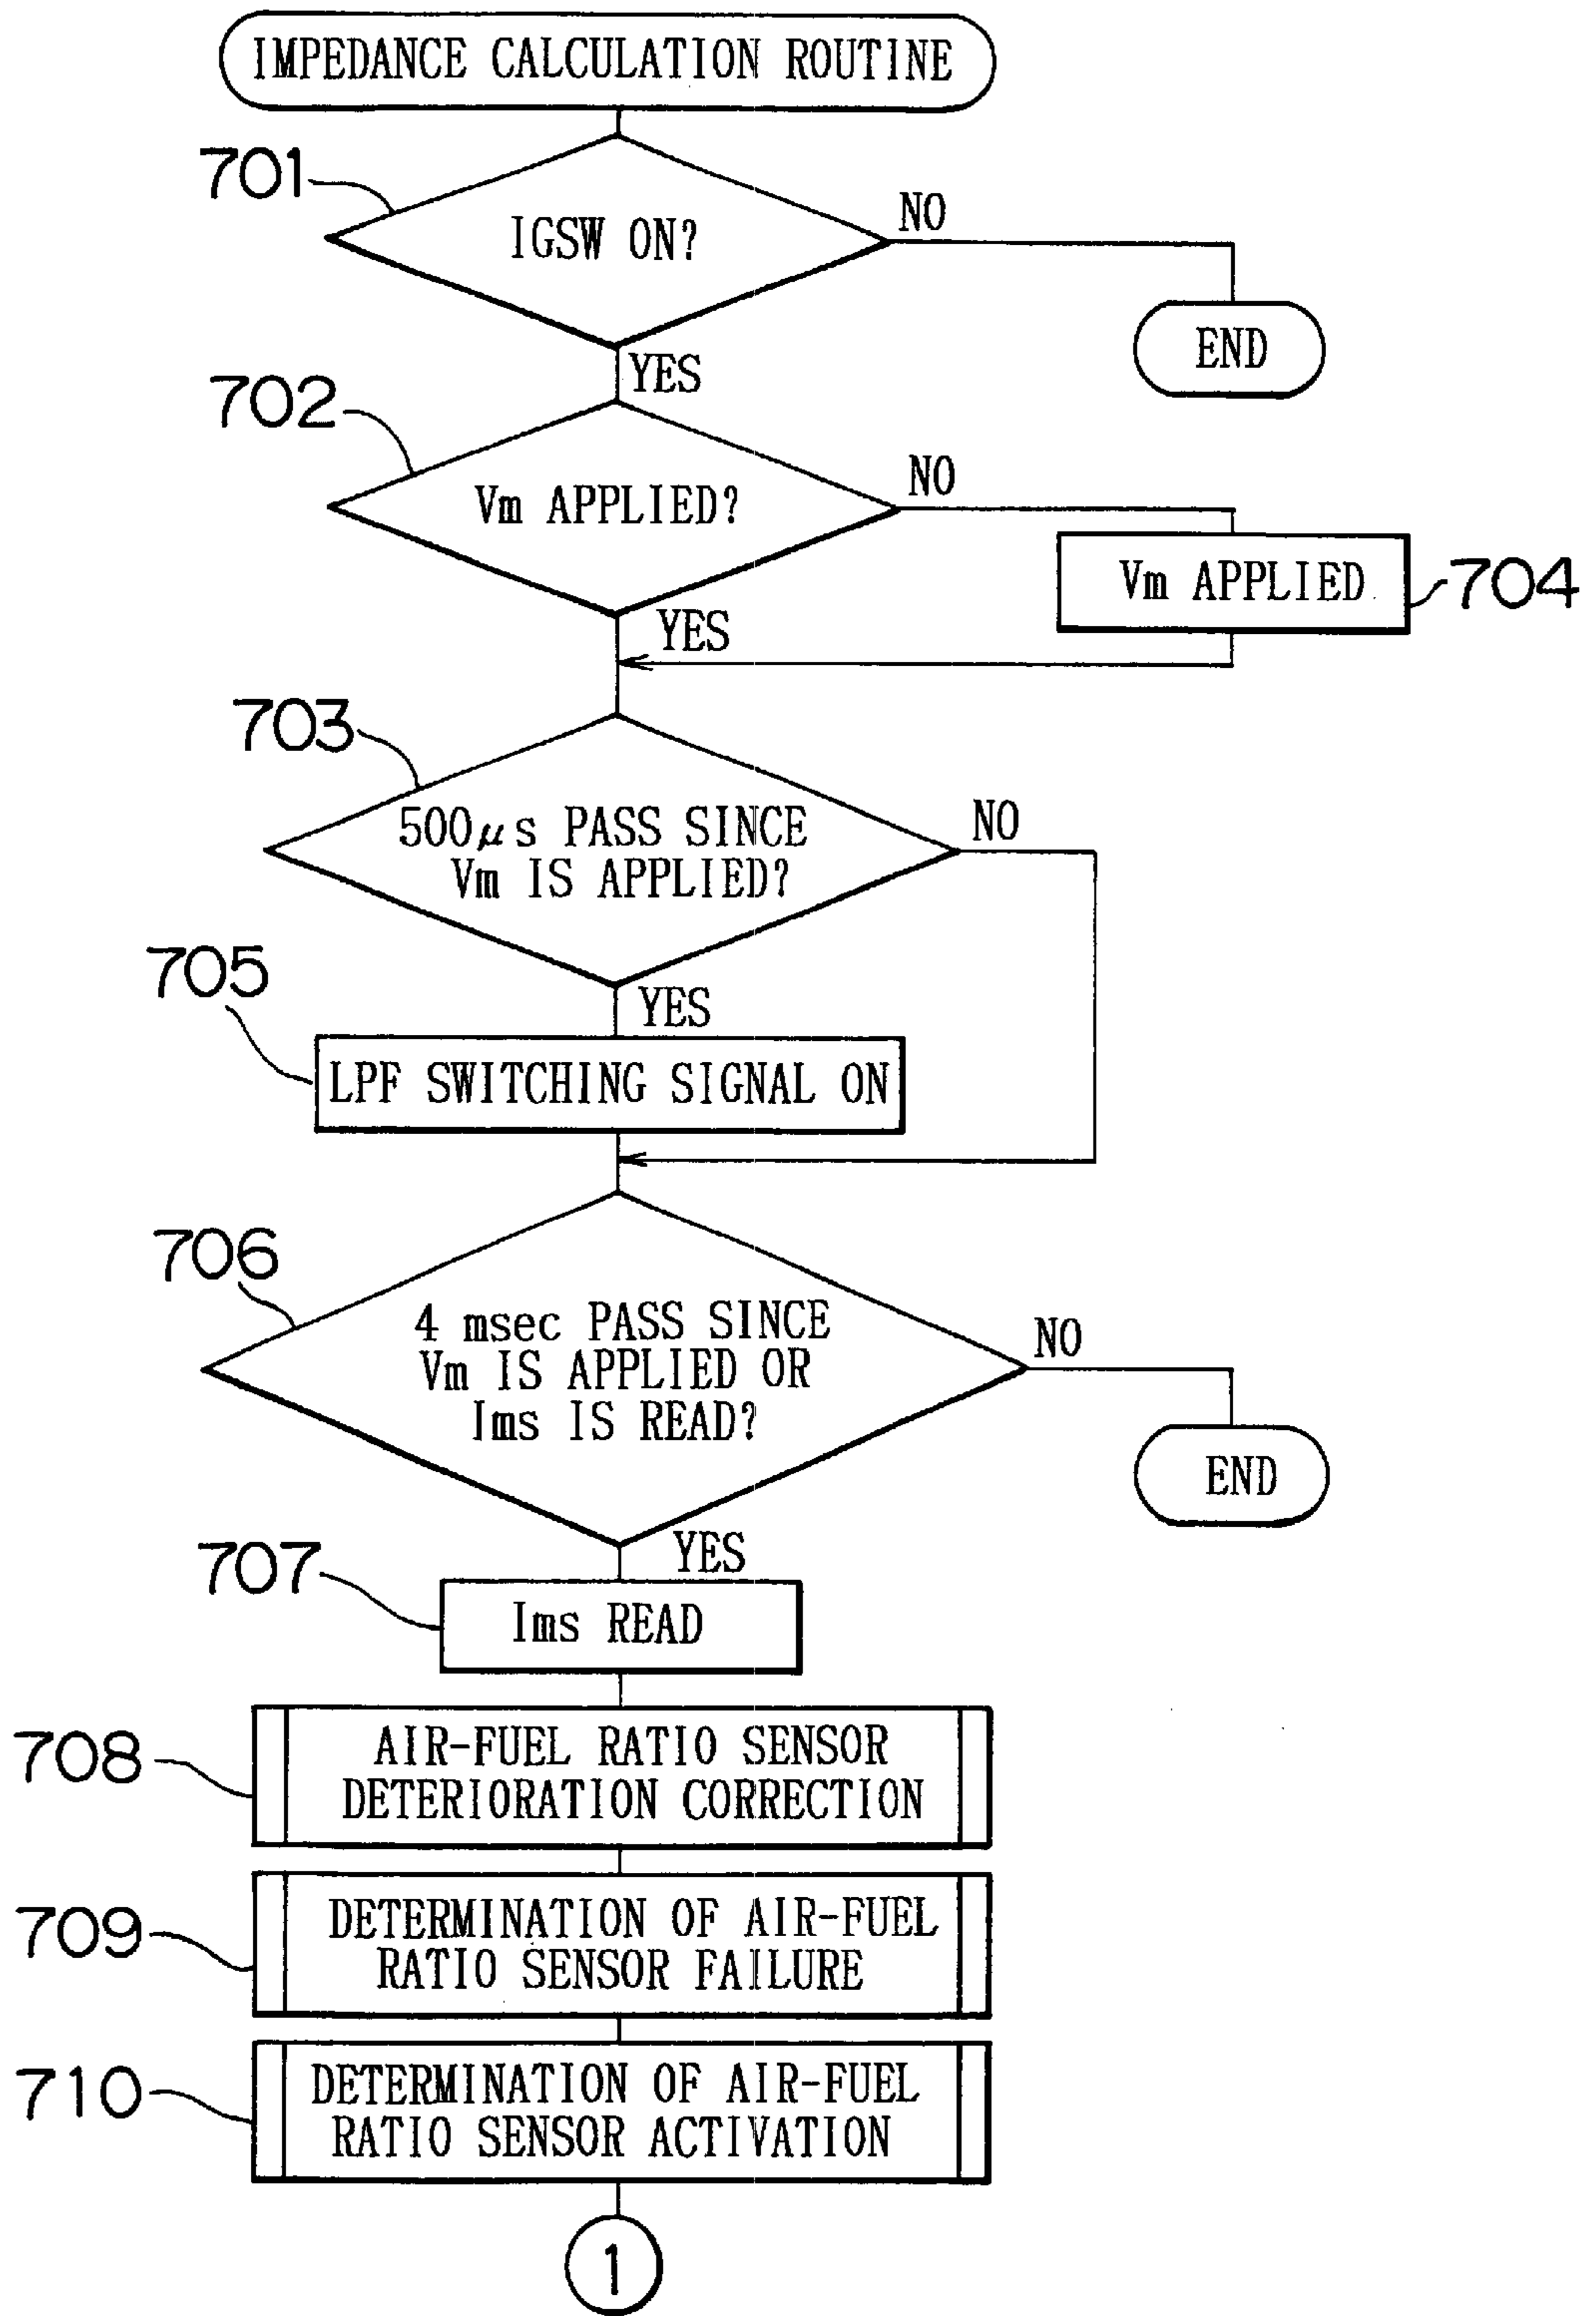 IMPEDANCE CALCULATION ROUTINE
701
IGSW ON?
NO
END
YES
702
Vm APPLIED?
NO
Vm APPLIED
704
YES
703
500μs PASS SINCE
Vm IS APPLIED?
NO
705
YES
LPF SWITCHING SIGNAL ON
706
4 msec PASS SINCE
Vm IS APPLIED OR
Ims IS READ?
NO
END
YES
707
Ims READ
708
AIR-FUEL RATIO SENSOR
DETERIORATION CORRECTION
709
DETERMINATION OF AIR-FUEL
RATIO SENSOR FAILURE
710
DETERMINATION OF AIR-FUEL
RATIO SENSOR ACTIVATION
1